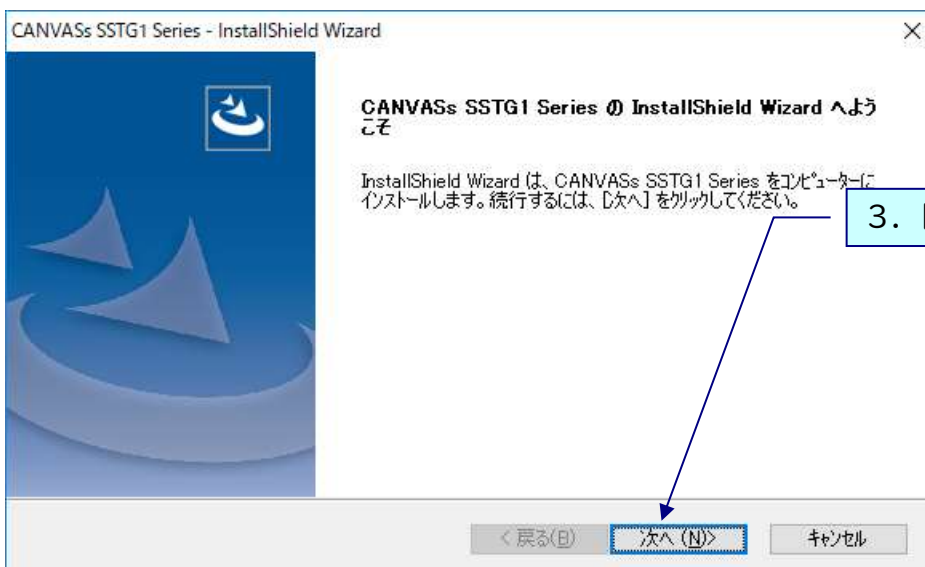 CANVASs SSTG1 Series - InstallShield Wizard
CANVASs SSTG1 Series の InstallShield Wizard へよう
こそ
InstallShield Wizard は、CANVASs SSTG1 Series をコンピューターに
インストールします。続行するには、[次へ] をクリックしてください。
3.
< 戻る(B)
次へ (N)>
キャンセル